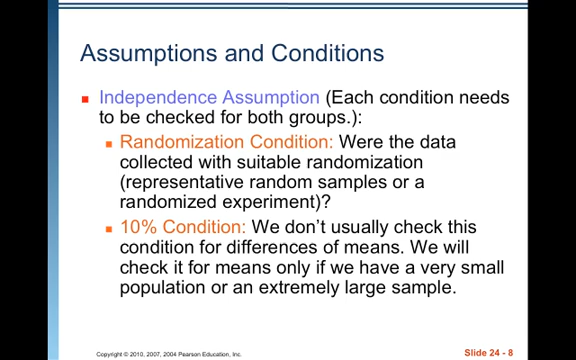 Assumptions and Conditions
Independence Assumption (Each condition needs
to be checked for both groups.):
Randomization Condition: Were the data
collected with suitable randomization
(representative random samples or a
randomized experiment)?
10% Condition: We don't usually check this
condition for differences of means. We will
check it for means only if we have a very small
population or an extremely large sample.
Copyright © 2010, 2007, 2004 Pearson Education, Inc.
Slide 24 - 8